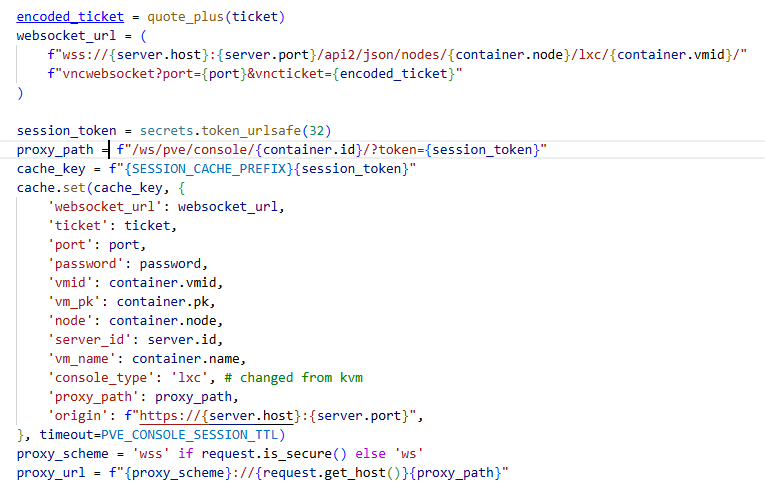 encoded_ticket = quote_plus(ticket)
websocket_url = (
    f"wss://{server.host}:{server.port}/api2/json/nodes/{container.node}/lxc/{container.vmid}/"
    f"vncwebsocket?port={port}&vncticket={encoded_ticket}"
)

session_token = secrets.token_urlsafe(32)
proxy_path = f"/ws/pve/console/{container.id}/?token={session_token}"
cache_key = f"{SESSION_CACHE_PREFIX}{session_token}"
cache.set(cache_key, {
    'websocket_url': websocket_url,
    'ticket': ticket,
    'port': port,
    'password': password,
    'vmid': container.vmid,
    'vm_pk': container.pk,
    'node': container.node,
    'server_id': server.id,
    'vm_name': container.name,
    'console_type': 'lxc', # changed from kvm
    'proxy_path': proxy_path,
    'origin': f"https://{server.host}:{server.port}",
}, timeout=PVE_CONSOLE_SESSION_TTL)
proxy_scheme = 'wss' if request.is_secure() else 'ws'
proxy_url = f"{proxy_scheme}://{request.get_host()}{proxy_path}"